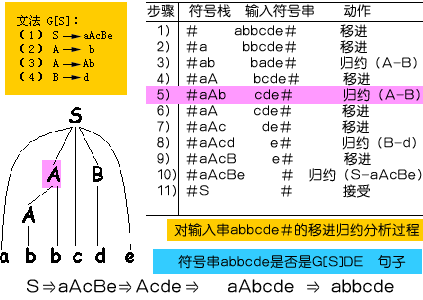 文法 G[S]:
(1) S → aAcBe
(2) A → b
(3) A → Ab
(4) B → d
步骤 符号栈 输入符号串 动作
1) # abbcde# 移进
2) #a bbcde# 移进
3) #ab bade# 归约 (A-B)
4) #aA bcde# 移进
5) #aAb cde# 归约 (A-B)
6) #aA cde# 移进
7) #aAc de# 移进
8) #aAcd e# 归约 (B-d)
9) #aAcB e# 移进
10) #aAcBe # 归约 (S-aAcBe)
11) #S # 接受
S
A B
A
a b b c d e
对输入串abbcde#的移进归约分析过程
符号串abbcde是否是G[S]DE 句子
S⇒aAcBe⇒Acde⇒ aAbcde ⇒ abbcde